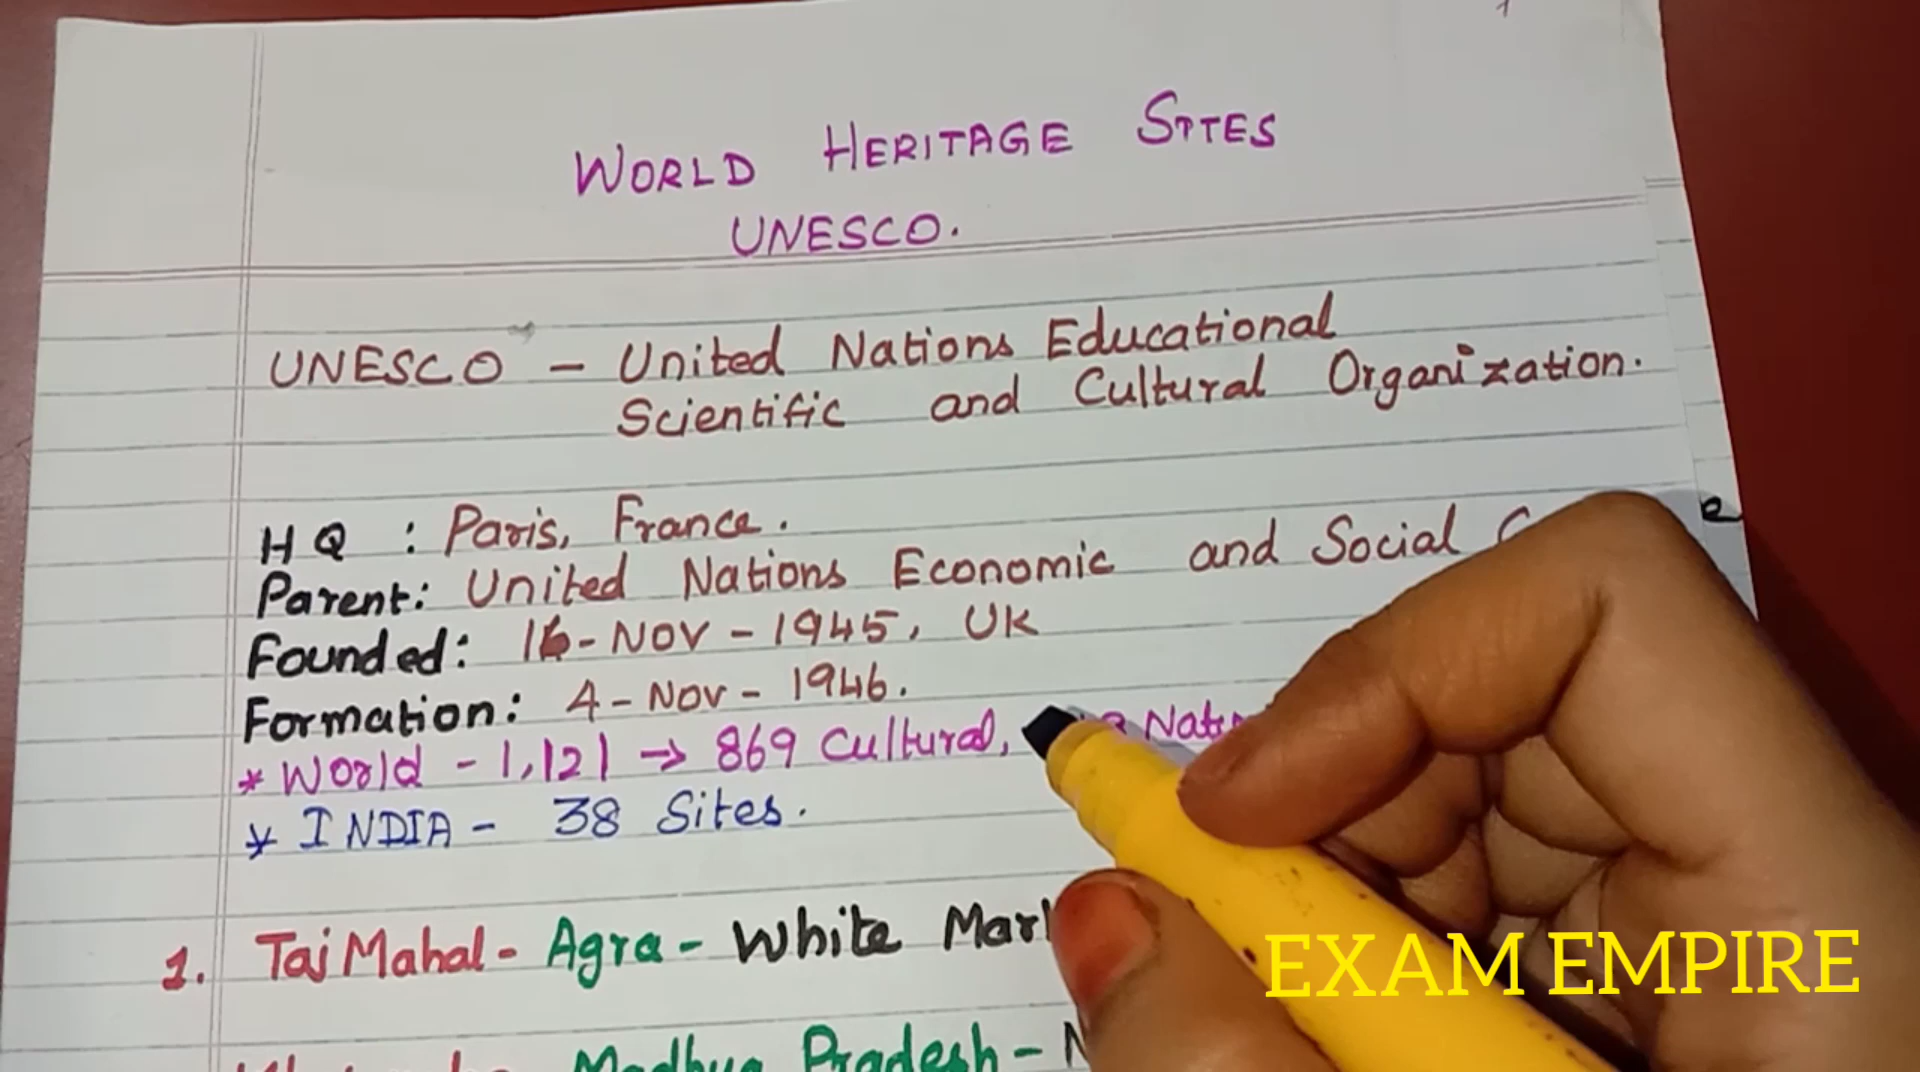 WORLD HERITAGE SITES
UNESCO.
UNESCO - United Nations Educational
Scientific and Cultural Organization.
HQ : Paris, France.
Parent: United Nations Economic and Social
Founded: 16-NOV-1945, UK
Formation: 4-NOV-1946.
* World - 1,121 → 869 Cultural,
* INDIA - 38 Sites.
1. Taj Mahal - Agra - White
Madhya Pradesh -
EXAM EMPIRE